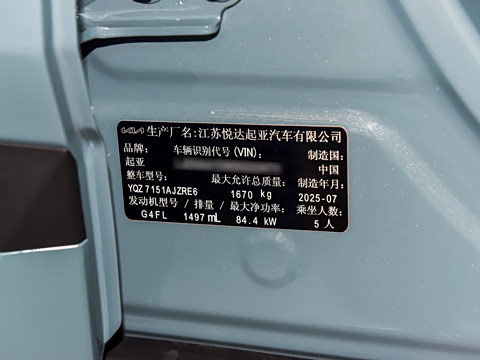 KIA 生产厂名:江苏悦达起亚汽车有限公司
品牌: 车辆识别代号(VIN): 制造国:
起亚 中国
整车型号: 最大允许总质量: 制造年月:
YQZ7151AJZRE6 1670 kg 2025-07
发动机型号 / 排量 / 最大净功率: 乘坐人数:
G4FL 1497 mL 84.4 kW 5 人